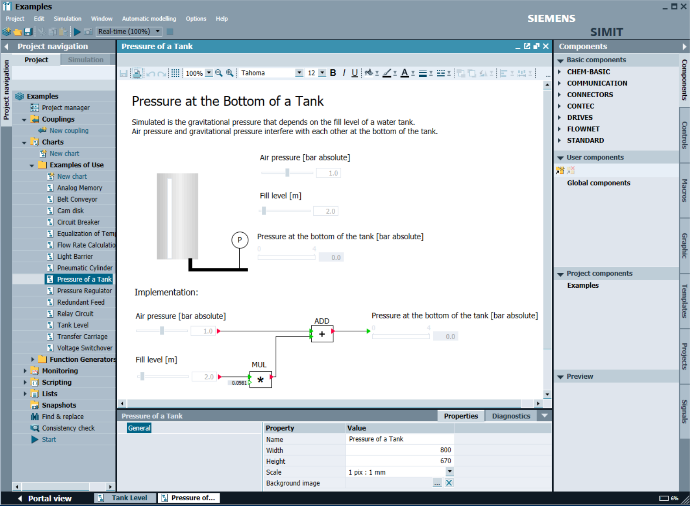 Examples
Project Edit Simulation Window Automatic modelling Options Help
SIEMENS
SIMIT
Real-time (100%)
Project navigation
Project Simulation
Project navigation
Examples
Project manager
Couplings
New coupling
Charts
New chart
Examples of Use
New chart
Analog Memory
Belt Conveyor
Cam disk
Circuit Breaker
Equalization of Temp
Flow Rate Calculatio
Light Barrier
Pneumatic Cylinder
Pressure of a Tank
Pressure Regulator
Redundant Feed
Relay Circuit
Tank Level
Transfer Carriage
Voltage Switchover
Function Generators
Monitoring
Scripting
Lists
Snapshots
Find & replace
Consistency check
Start
Pressure of a Tank
100% Tahoma 12 B I U A
Pressure at the Bottom of a Tank
Simulated is the gravitational pressure that depends on the fill level of a water tank.
Air pressure and gravitational pressure interfere with each other at the bottom of the tank.
Air pressure [bar absolute]
1.0
Fill level [m]
2.0
P
Pressure at the bottom of the tank [bar absolute]
0.0
Implementation:
Air pressure [bar absolute]
1.0
ADD
+
Pressure at the bottom of the tank [bar absolute]
0.0
Fill level [m]
2.0
MUL
0.0981
*
Pressure of a Tank
Properties Diagnostics
General
Property Value
Name Pressure of a Tank
Width 800
Height 670
Scale 1 pix : 1 mm
Background image ...
Components
Basic components
CHEM-BASIC
COMMUNICATION
CONNECTORS
CONTEC
DRIVES
FLOWNET
STANDARD
User components
Global components
Project components
Examples
Preview
Components
Controls
Macros
Graphic
Templates
Projects
Signals
Portal view
Tank Level
Pressure of...
6%